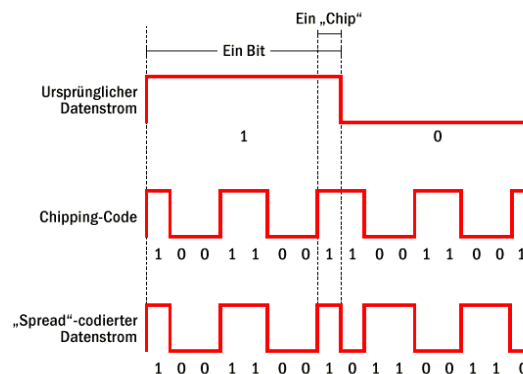 Ein „Chip“
Ein Bit
Ursprünglicher
Datenstrom
1 0
Chipping-Code
1 0 0 1 1 0 0 1 1 0 0 1 1 0 0 1
„Spread“-codierter
Datenstrom
1 0 0 1 1 0 0 1 0 1 1 0 0 1 1 0